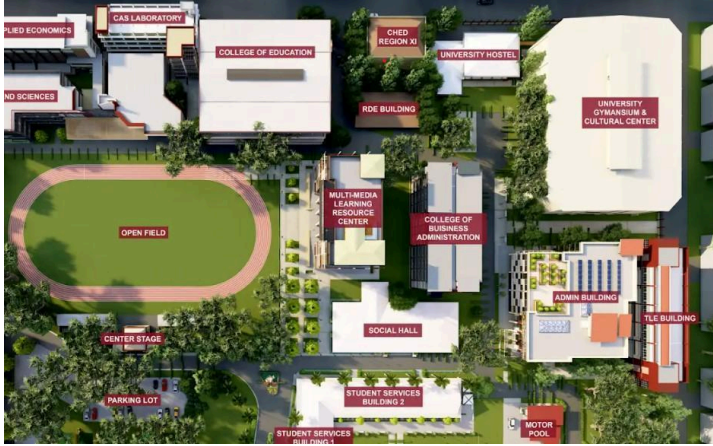 CAS LABORATORY
PLIED ECONOMICS
COLLEGE OF EDUCATION
CHED
REGION XI
UNIVERSITY HOSTEL
ND SCIENCES
RDE BUILDING
UNIVERSITY
GYMANSIUM &
CULTURAL CENTER
MULTI-MEDIA
LEARNING
RESOURCE
CENTER
COLLEGE OF
BUISINESS
ADMINISTRATION
OPEN FIELD
ADMIN BUILDING
TLE BUILDING
SOCIAL HALL
CENTER STAGE
PARKING LOT
STUDENT SERVICES
BUILDING 2
STUDENT SERVICES
BUILDING 1
MOTOR
POOL